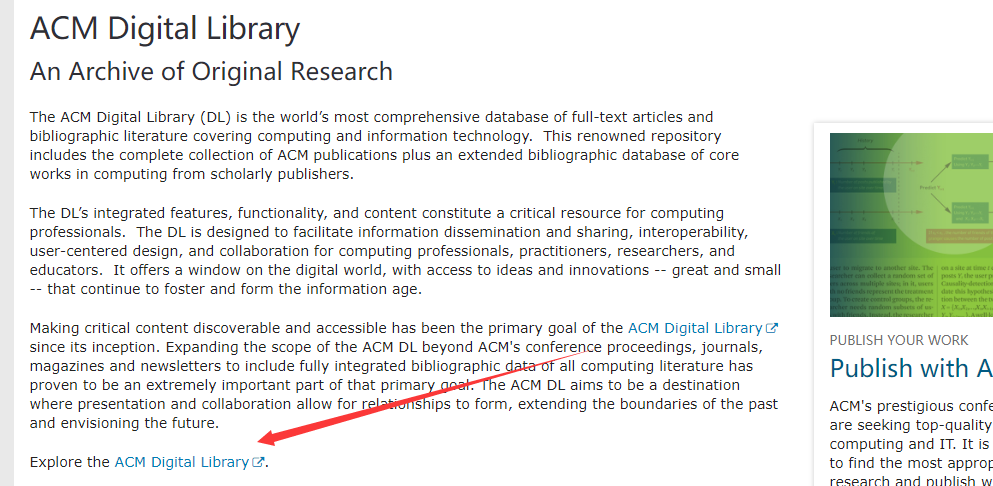 ACM Digital Library
An Archive of Original Research
The ACM Digital Library (DL) is the world’s most comprehensive database of full-text articles and
bibliographic literature covering computing and information technology.  This renowned repository
includes the complete collection of ACM publications plus an extended bibliographic database of core
works in computing from scholarly publishers.
The DL’s integrated features, functionality, and content constitute a critical resource for computing
professionals.  The DL is designed to facilitate information dissemination and sharing, interoperability,
user-centered design, and collaboration for computing professionals, practitioners, researchers, and
educators.  It offers a window on the digital world, with access to ideas and innovations -- great and small
-- that continue to foster and form the information age.
Making critical content discoverable and accessible has been the primary goal of the ACM Digital Library
since its inception. Expanding the scope of the ACM DL beyond ACM's conference proceedings, journals,
magazines and newsletters to include fully integrated bibliographic data of all computing literature has
proven to be an extremely important part of that primary goal. The ACM DL aims to be a destination
where presentation and collaboration allow for relationships to form, extending the boundaries of the past
and envisioning the future.
Explore the ACM Digital Library.
PUBLISH YOUR WORK
Publish with A
ACM's prestigious confe
are seeking top-quality
computing and IT. It is
to find the most approp
research and publish w